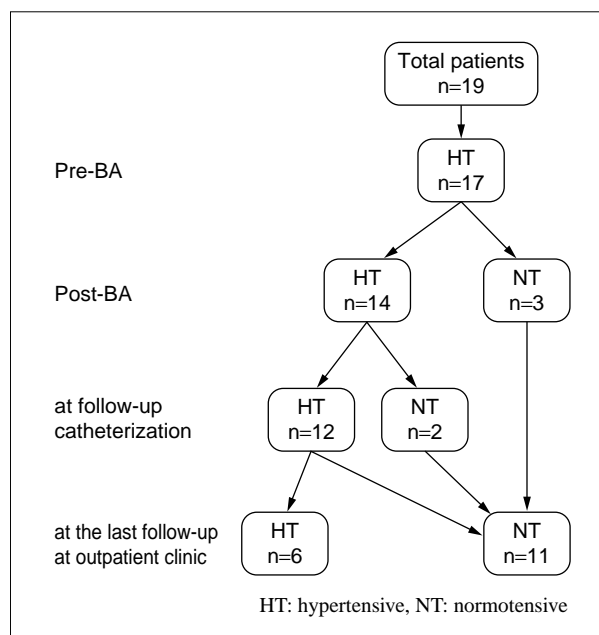 Total patients
n=19
Pre-BA
HT
n=17
Post-BA
HT
n=14
NT
n=3
at follow-up
catheterization
HT
n=12
NT
n=2
at the last follow-up
at outpatient clinic
HT
n=6
NT
n=11
HT: hypertensive, NT: normotensive